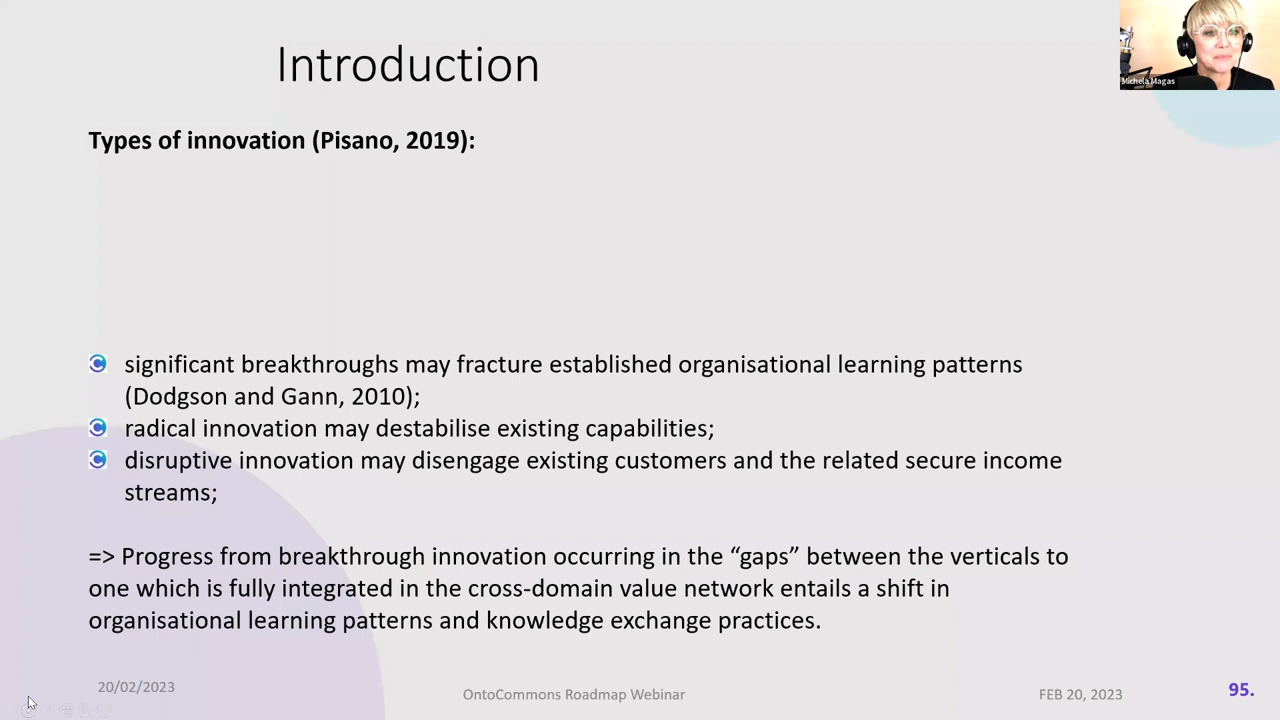 Introduction
Michela Magas
Types of innovation (Pisano, 2019):
significant breakthroughs may fracture established organisational learning patterns
(Dodgson and Gann, 2010);
radical innovation may destabilise existing capabilities;
disruptive innovation may disengage existing customers and the related secure income
streams;
=> Progress from breakthrough innovation occurring in the “gaps” between the verticals to
one which is fully integrated in the cross-domain value network entails a shift in
organisational learning patterns and knowledge exchange practices.
20/02/2023
OntoCommons Roadmap Webinar
FEB 20, 2023
95.